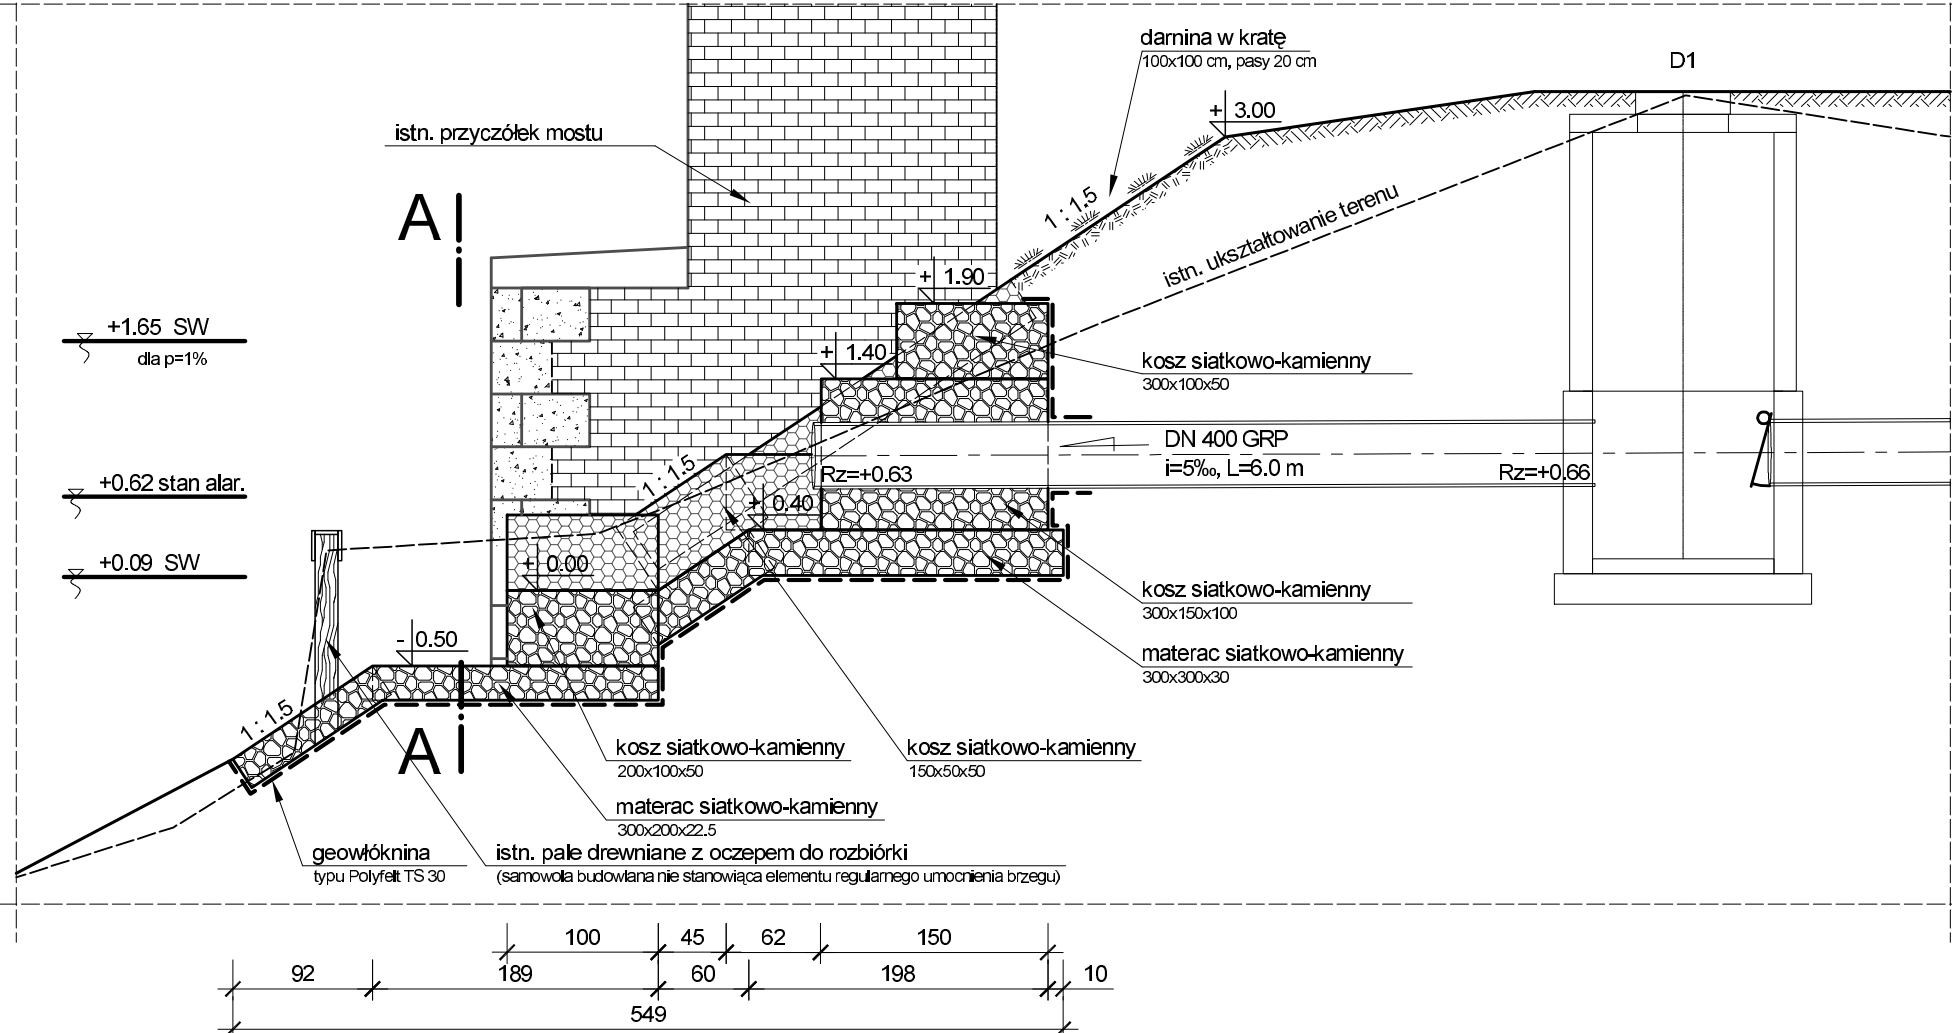 darnina w kratę
100x100 cm, pasy 20 cm
D1
+ 3.00
istn. przyczółek mostu
1 : 1.5
A
istn. ukształtowanie terenu
+ 1.90
+1.65 SW
dla p=1%
+ 1.40
kosz siatkowo-kamienny
300x100x50
DN 400 GRP
i=5‰, L=6.0 m
Rz=+0.63
Rz=+0.66
1 : 1.5
+0.62 stan alar.
+ 0.40
+0.09 SW
+ 0.00
kosz siatkowo-kamienny
300x150x100
- 0.50
materac siatkowo-kamienny
300x300x30
1 : 1.5
A
kosz siatkowo-kamienny
200x100x50
kosz siatkowo-kamienny
150x50x50
materac siatkowo-kamienny
300x200x22.5
geowłóknina
typu Polyfelt TS 30
istn. pale drewniane z oczepem do rozbiórki
(samowola budowlana nie stanowiąca elementu regularnego umocnienia brzegu)
100 45 62 150
92 189 60 198 10
549